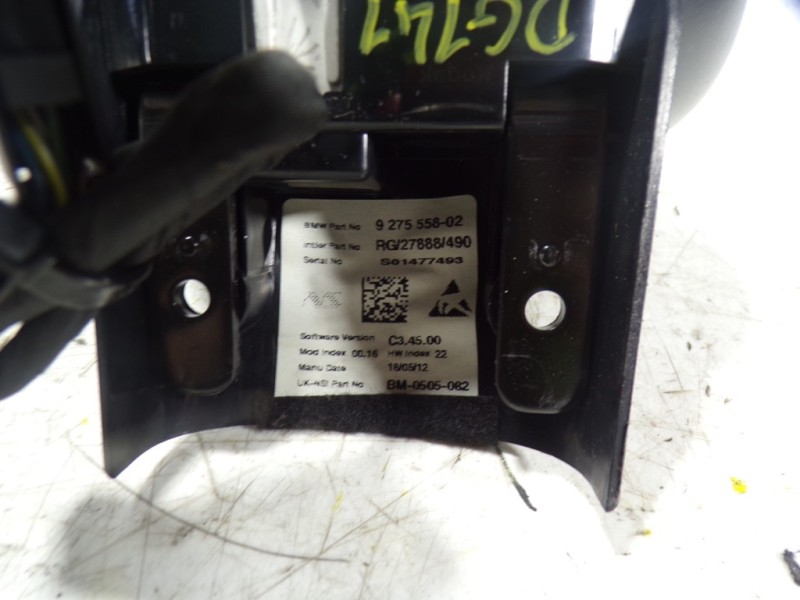 DG747
BMW Part No 9 275 558-02
Intier Part No RG/27888/490
Serial No S01477493
Software Version C3.45.00
Mod Index 00.16 HW Index 22
Manu Date 16/05/12
UK-NSI Part No BM-0505-082